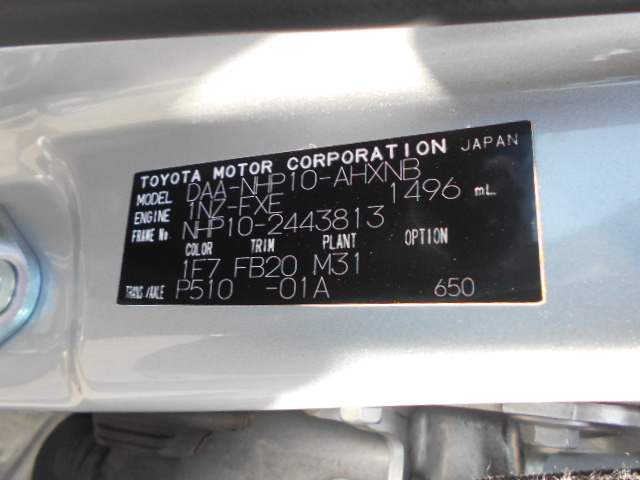 TOYOTA MOTOR CORPORATION JAPAN
MODEL DAA-NHP10-AHXNB
ENGINE 1NZ-FXE 1496 mL
FRAME No. NHP10-2443813
COLOR TRIM PLANT OPTION
1F7 FB20 M31
TRANS/AXLE P510 -01A 650